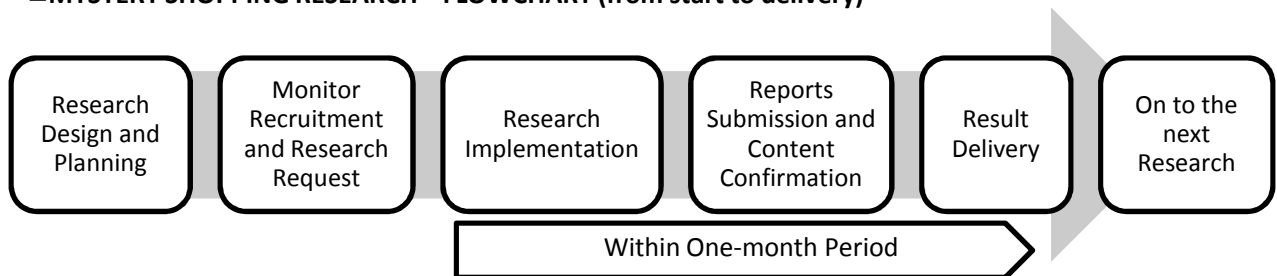 MYSTERY SHOPPING RESEARCH - FLOWCHART (from start to delivery)
Research
Design and
Planning
Monitor
Recruitment
and Research
Request
Research
Implementation
Reports
Submission and
Content
Confirmation
Result
Delivery
On to the
next
Research
Within One-month Period